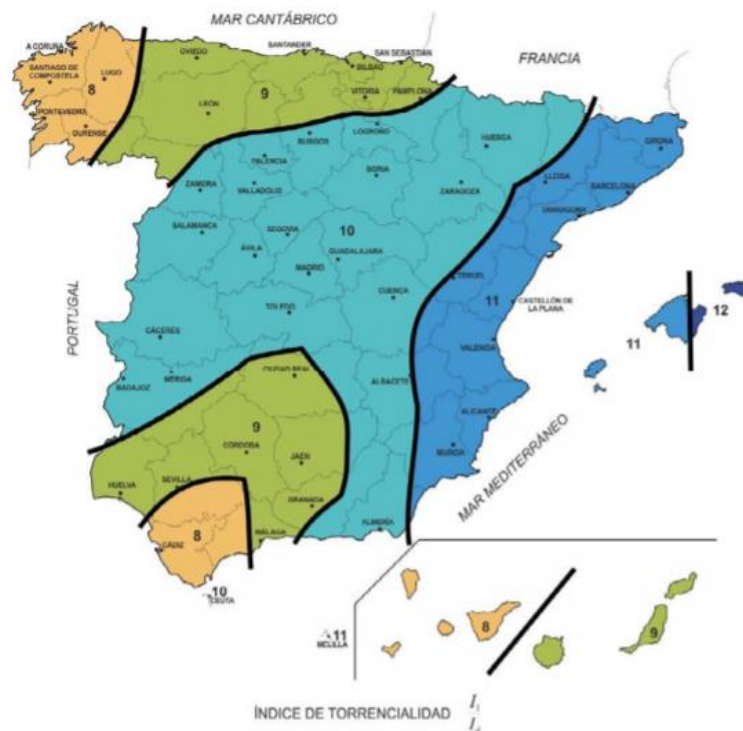 MAR CANTÁBRICO
A CORUÑA
OVIEDO
SANTANDER
SAN SEBASTIÁN
BILBAO
FRANCIA
SANTIAGO DE
COMPOSTELA
LUGO
8
9
LEÓN
VITORIA
PAMPLONA
PONTEVEDRA
OURENSE
LOGROÑO
BURGOS
HUESCA
GIRONA
PALENCIA
SORIA
ZAMORA
VALLADOLID
ZARAGOZA
LLEIDA
BARCELONA
TARRAGONA
SALAMANCA
SEGOVIA
10
ÁVILA
GUADALAJARA
MADRID
TERUEL
CUENCA
11
CASTELLÓN DE
LA PLANA
12
TOLEDO
PORTUGAL
CÁCERES
VALENCIA
11
BADAJOZ
MÉRIDA
CIUDAD REAL
ALBACETE
ALICANTE
9
CÓRDOBA
MURCIA
JAÉN
MAR MEDITERRÁNEO
HUELVA
SEVILLA
GRANADA
8
CÁDIZ
MÁLAGA
ALMERÍA
10
CEUTA
11
MELILLA
8
9
ÍNDICE DE TORRENCIALIDAD